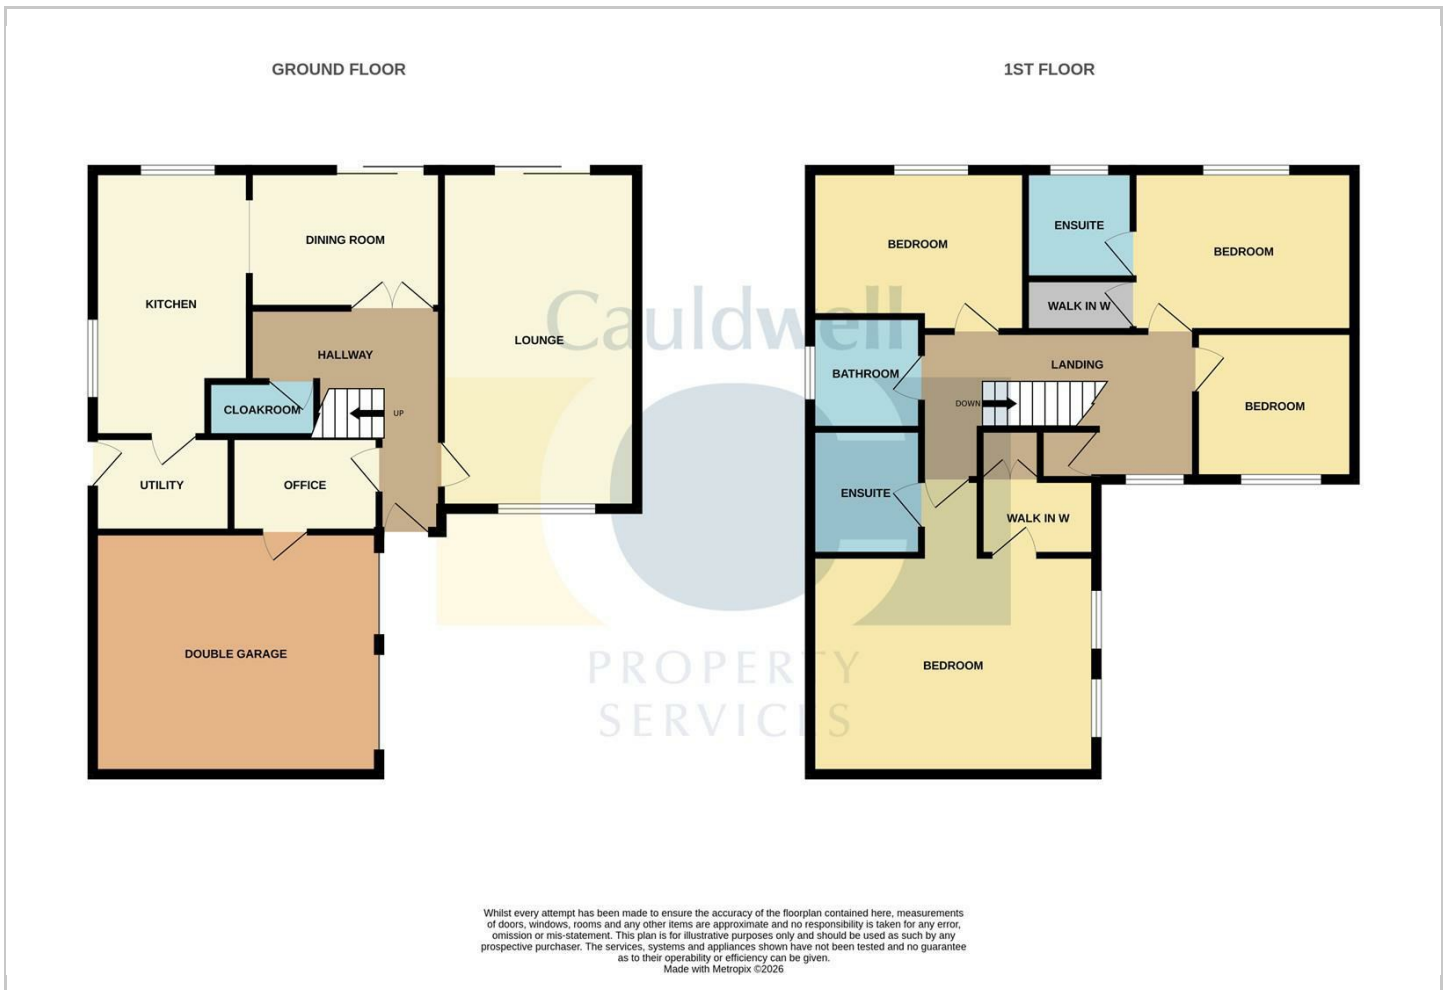 GROUND FLOOR
1ST FLOOR
KITCHEN
DINING ROOM
LOUNGE
HALLWAY
CLOAKROOM
UP
UTILITY
OFFICE
DOUBLE GARAGE
BEDROOM
ENSUITE
BEDROOM
WALK IN W
BATHROOM
LANDING
DOWN
BEDROOM
ENSUITE
WALK IN W
BEDROOM
Cauldwell
PROPERTY
SERVICES
Whilst every attempt has been made to ensure the accuracy of the floorplan contained here, measurements
of doors, windows, rooms and any other items are approximate and no responsibility is taken for any error,
omission or mis-statement. This plan is for illustrative purposes only and should be used as such by any
prospective purchaser. The services, systems and appliances shown have not been tested and no guarantee
as to their operability or efficiency can be given.
Made with Metropix ©2026